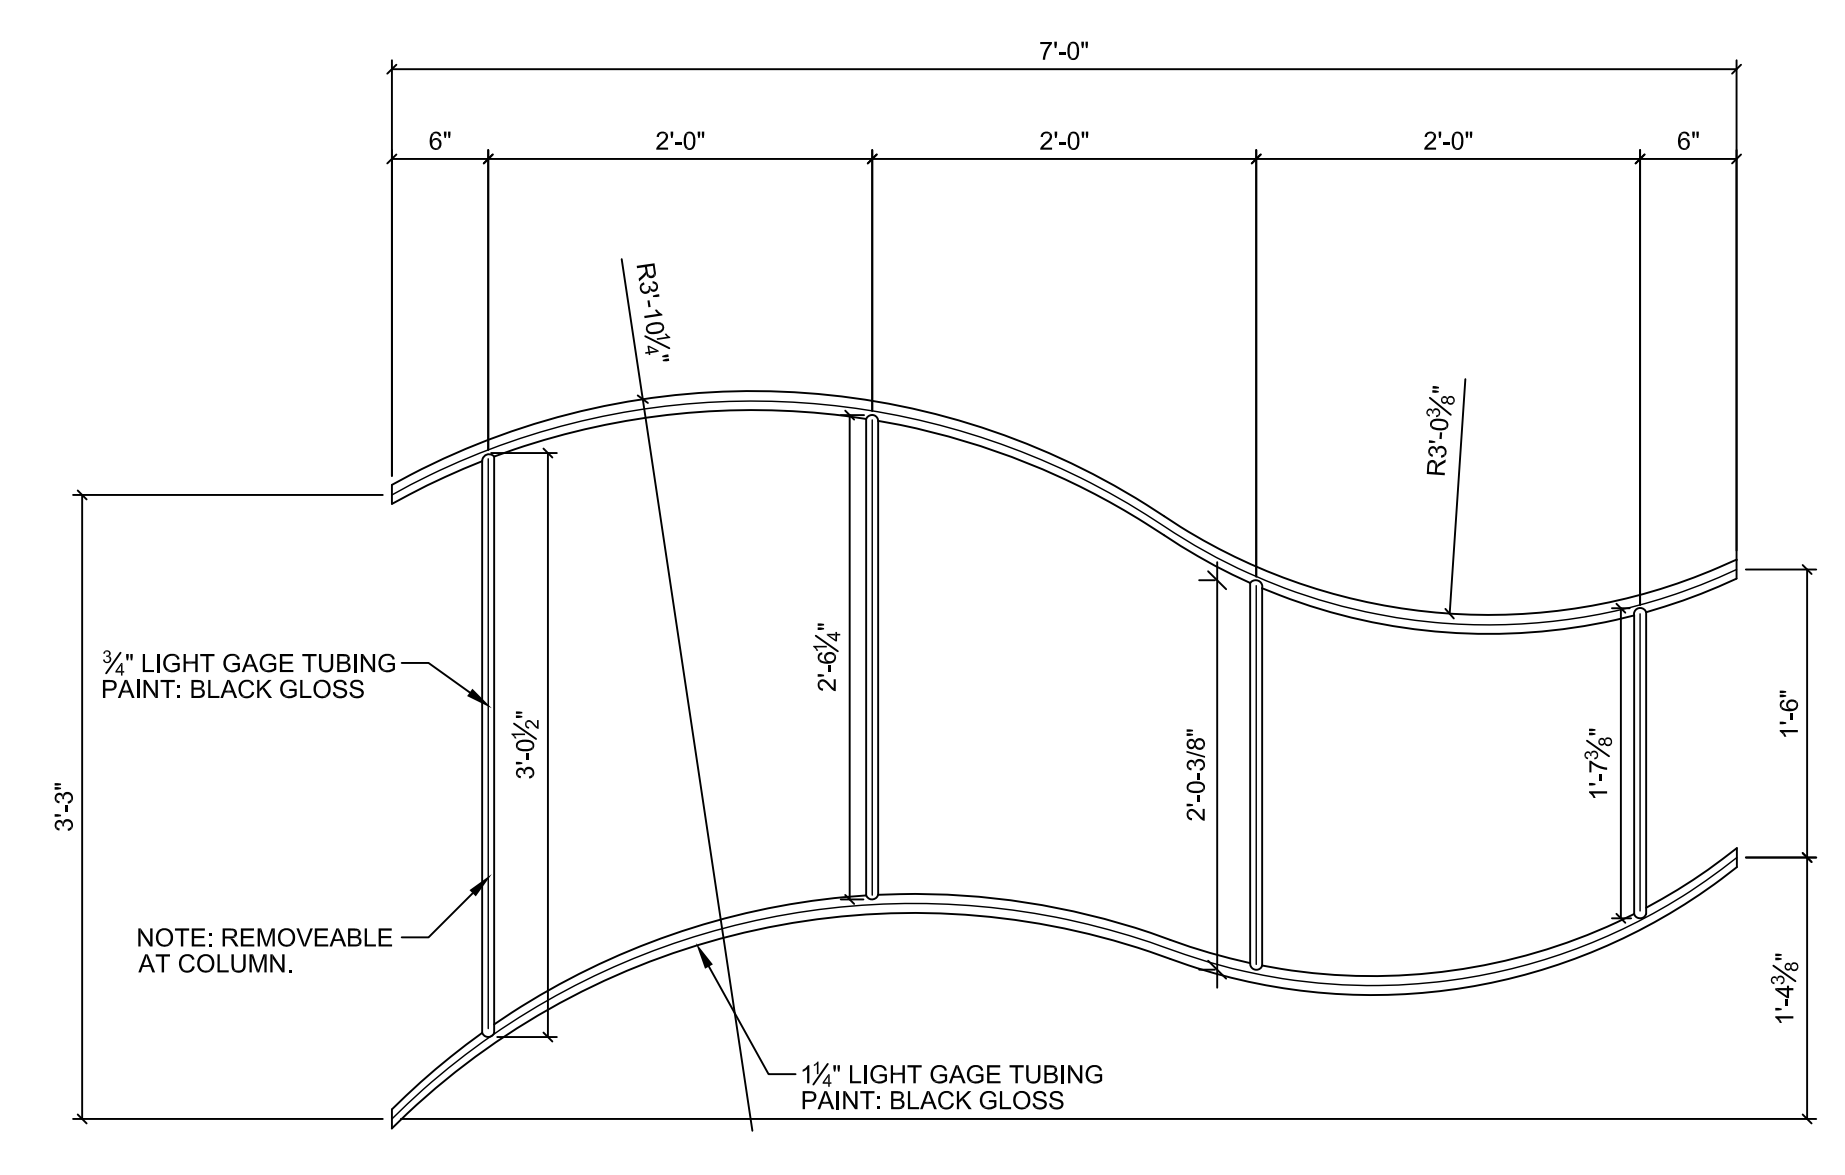 7'-0"
6"
2'-0"
2'-0"
2'-0"
6"
R3'-10¼"
R3'-0⅜"
2'-6¼"
¾" LIGHT GAGE TUBING
PAINT: BLACK GLOSS
3'-0½"
2'-0-3/8"
1'-7⅜"
1'-6"
3'-3"
NOTE: REMOVEABLE
AT COLUMN.
1'-4⅜"
1¼" LIGHT GAGE TUBING
PAINT: BLACK GLOSS